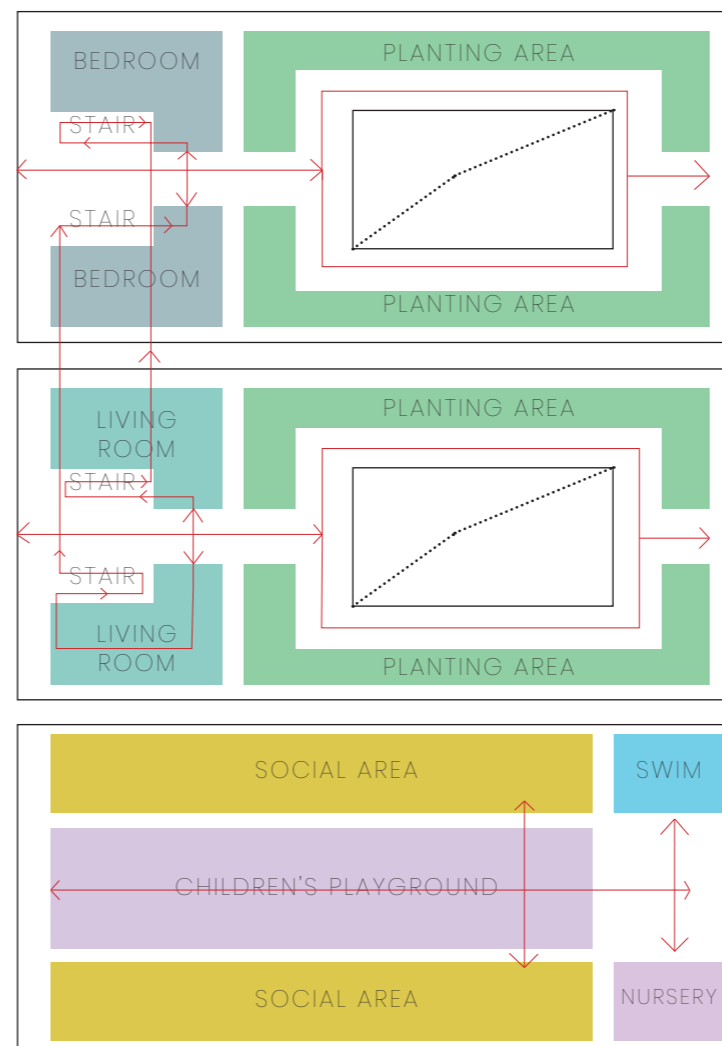 BEDROOM
PLANTING AREA
STAIR
STAIR
BEDROOM
PLANTING AREA
LIVING
ROOM
PLANTING AREA
STAIR
STAIR
LIVING
ROOM
PLANTING AREA
SOCIAL AREA
SWIM
CHILDREN'S PLAYGROUND
SOCIAL AREA
NURSERY